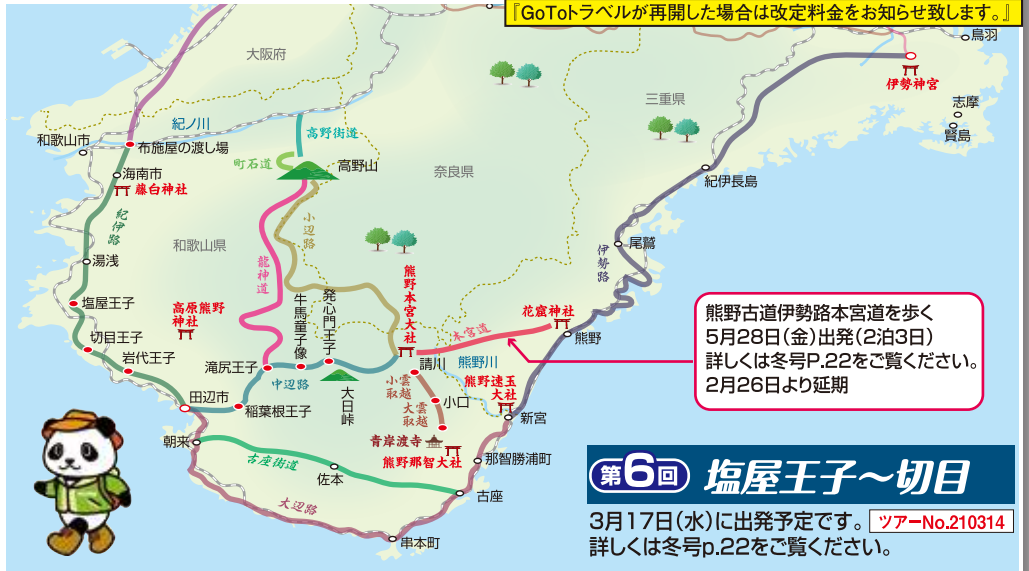 『GoToトラベルが再開した場合は改定料金をお知らせ致します。』
大阪府
鳥羽
伊勢神宮
三重県
志摩
賢島
和歌山市
紀ノ川
高野街道
布施屋の渡し場
町石道
高野山
奈良県
紀伊長島
海南市
藤白神社
紀伊路
小辺路
和歌山県
龍神道
尾鷲
伊勢路
湯浅
塩屋王子
高原熊野
神社
牛馬童子像
発心門王子
熊野本宮大社
花窟神社
本宮道
熊野
切目王子
岩代王子
滝尻王子
中辺路
請川
熊野川
小雲取越
熊野速玉
大社
田辺市
稲葉根王子
大日峠
大雲取越
小口
新宮
朝来
青岸渡寺
熊野那智大社
那智勝浦町
古座街道
佐本
古座
大辺路
串本町
熊野古道伊勢路本宮道を歩く
5月28日(金)出発(2泊3日)
詳しくは冬号P.22をご覧ください。
2月26日より延期
第6回 塩屋王子～切目
3月17日(水)に出発予定です。 ツアーNo.210314
詳しくは冬号p.22をご覧ください。